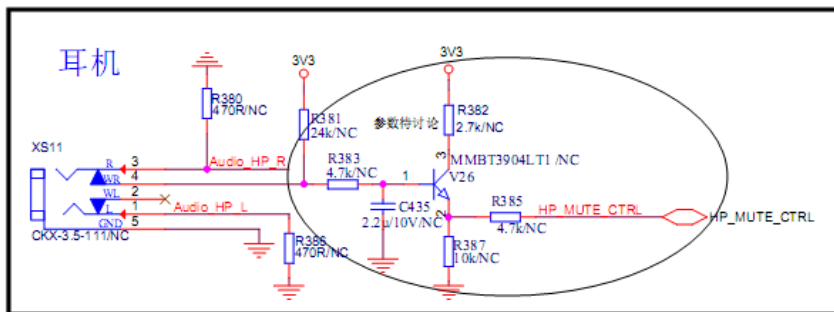 耳机
3V3
3V3
R380
470R/NC
R381
24k/NC
参数待讨论
R382
2.7k/NC
XS11
R
3
Audio_HP_R
R383
4.7k/NC
3
MMBT3904LT1 /NC
WR
4
1
V26
WL
2
L
1
Audio_HP_L
C435
2.2u/10V/NC
2
R385
4.7k/NC
HP_MUTE_CTRL
HP_MUTE_CTRL
GND
5
CKX-3.5-111/NC
R386
470R/NC
R387
10k/NC